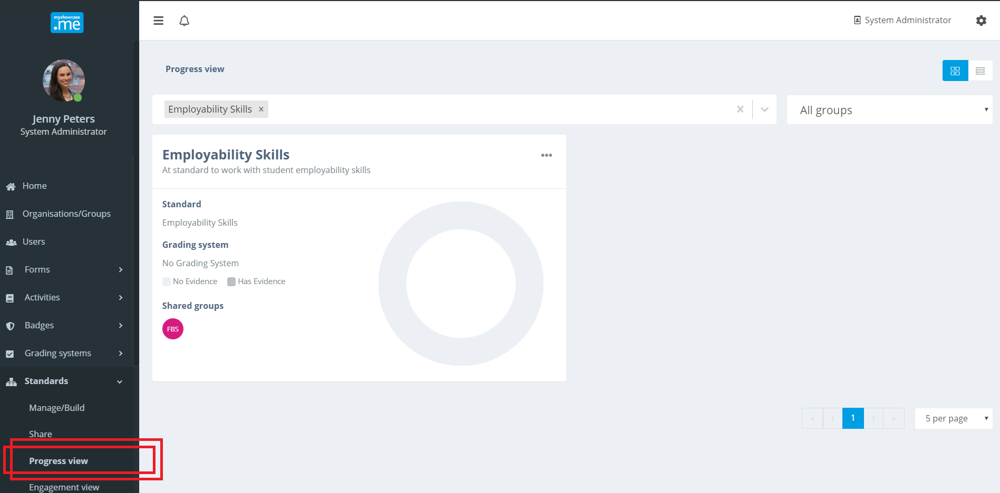 myshowcase
.me
Jenny Peters
System Administrator
Home
Organisations/Groups
Users
Forms
Activities
Badges
Grading systems
Standards
Manage/Build
Share
Progress view
Engagement view
System Administrator
Progress view
Employability Skills ×
All groups
Employability Skills
At standard to work with student employability skills
Standard
Employability Skills
Grading system
No Grading System
No Evidence Has Evidence
Shared groups
FBS
« ⟨ 1 ⟩ »
5 per page